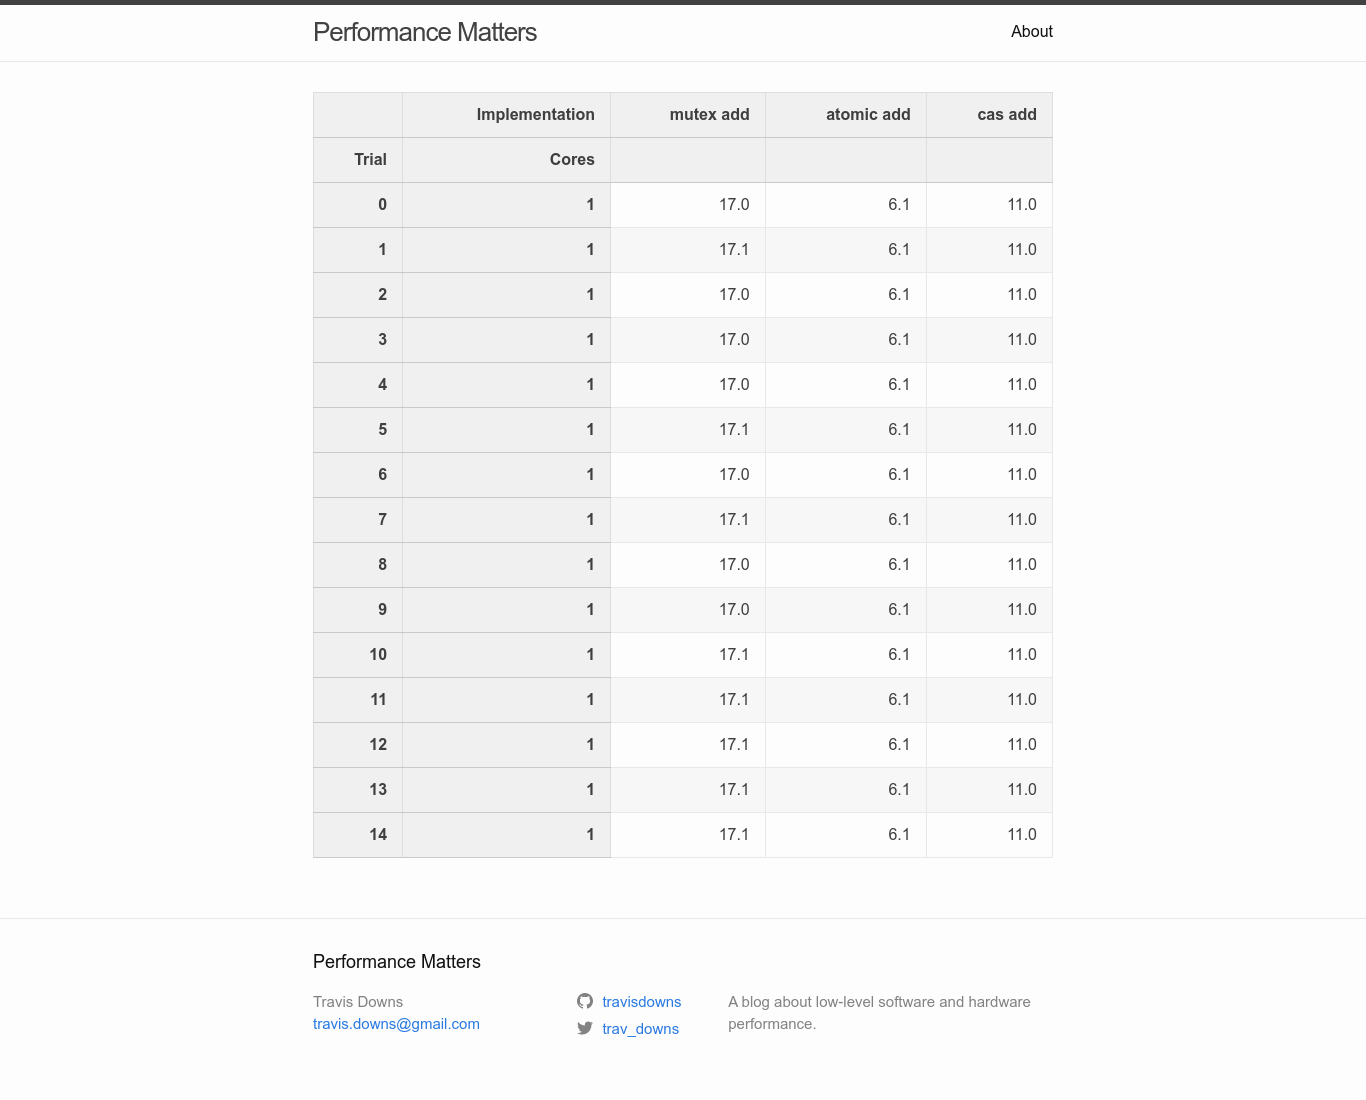 Performance Matters
About
Implementation mutex add atomic add cas add
Trial Cores
0 1 17.0 6.1 11.0
1 1 17.1 6.1 11.0
2 1 17.0 6.1 11.0
3 1 17.0 6.1 11.0
4 1 17.0 6.1 11.0
5 1 17.1 6.1 11.0
6 1 17.0 6.1 11.0
7 1 17.1 6.1 11.0
8 1 17.0 6.1 11.0
9 1 17.0 6.1 11.0
10 1 17.1 6.1 11.0
11 1 17.1 6.1 11.0
12 1 17.1 6.1 11.0
13 1 17.1 6.1 11.0
14 1 17.1 6.1 11.0
Performance Matters
Travis Downs
travis.downs@gmail.com
travisdowns
trav_downs
A blog about low-level software and hardware
performance.